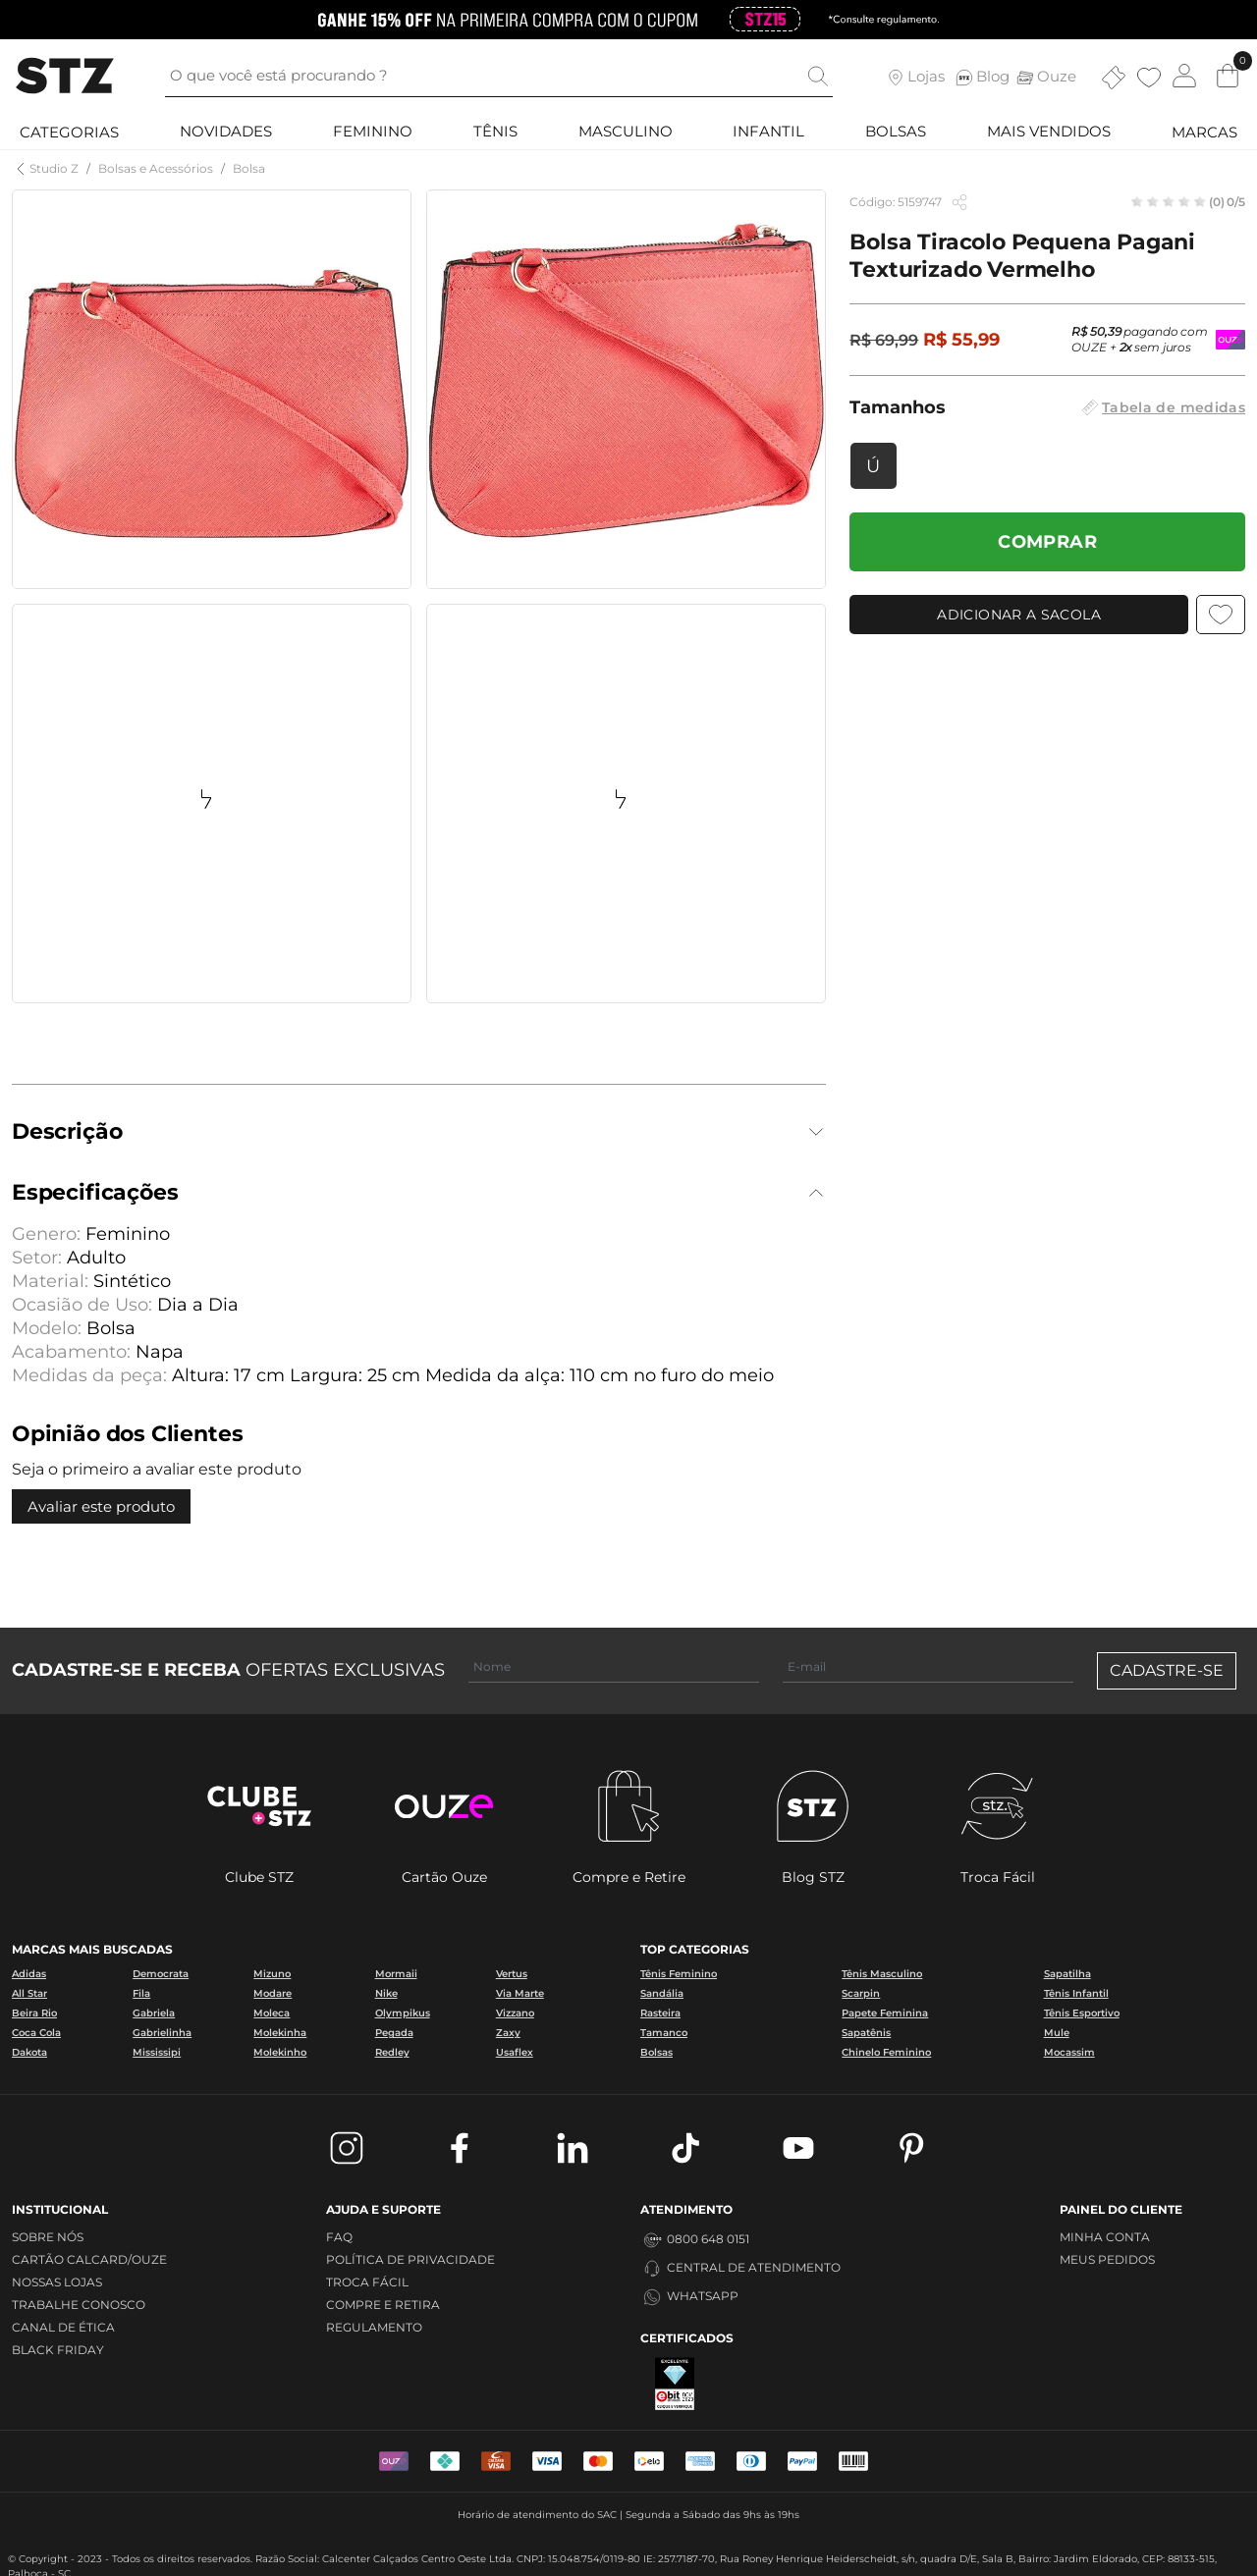 GANHE 15% OFF NA PRIMEIRA COMPRA COM O CUPOM STZ15 *Consulte regulamento.
STZ
O que você está procurando ?
Lojas
STZ Blog
Ouze
0
CATEGORIAS NOVIDADES FEMININO TÊNIS MASCULINO INFANTIL BOLSAS MAIS VENDIDOS MARCAS
Studio Z / Bolsas e Acessórios / Bolsa
Código: 5159747
(0) 0/5
Bolsa Tiracolo Pequena Pagani
Texturizado Vermelho
R$ 69,99 R$ 55,99
R$ 50,39 pagando com
OUZE + 2x sem juros
OUZE
Tamanhos
Tabela de medidas
Ú
COMPRAR
ADICIONAR A SACOLA
Descrição
Especificações
Genero: Feminino
Setor: Adulto
Material: Sintético
Ocasião de Uso: Dia a Dia
Modelo: Bolsa
Acabamento: Napa
Medidas da peça: Altura: 17 cm Largura: 25 cm Medida da alça: 110 cm no furo do meio
Opinião dos Clientes
Seja o primeiro a avaliar este produto
Avaliar este produto
CADASTRE-SE E RECEBA OFERTAS EXCLUSIVAS
Nome
E-mail
CADASTRE-SE
CLUBE
STZ
ouze
STZ
stz.
Clube STZ
Cartão Ouze
Compre e Retire
Blog STZ
Troca Fácil
MARCAS MAIS BUSCADAS
Adidas Democrata Mizuno Mormaii Vertus
All Star Fila Modare Nike Via Marte
Beira Rio Gabriela Moleca Olympikus Vizzano
Coca Cola Gabrielinha Molekinha Pegada Zaxy
Dakota Mississipi Molekinho Redley Usaflex
TOP CATEGORIAS
Tênis Feminino Tênis Masculino Sapatilha
Sandália Scarpin Tênis Infantil
Rasteira Papete Feminina Tênis Esportivo
Tamanco Sapatênis Mule
Bolsas Chinelo Feminino Mocassim
INSTITUCIONAL
SOBRE NÓS
CARTÃO CALCARD/OUZE
NOSSAS LOJAS
TRABALHE CONOSCO
CANAL DE ÉTICA
BLACK FRIDAY
AJUDA E SUPORTE
FAQ
POLÍTICA DE PRIVACIDADE
TROCA FÁCIL
COMPRE E RETIRA
REGULAMENTO
ATENDIMENTO
0800 648 0151
CENTRAL DE ATENDIMENTO
WHATSAPP
CERTIFICADOS
EXCELENTE
ebit
PAINEL DO CLIENTE
MINHA CONTA
MEUS PEDIDOS
OUZE
VISA
VISA
elo
PayPal
Horário de atendimento do SAC | Segunda a Sábado das 9hs às 19hs
© Copyright - 2023 - Todos os direitos reservados. Razão Social: Calcenter Calçados Centro Oeste Ltda. CNPJ: 15.048.754/0119-80 IE: 257.7187-70, Rua Roney Henrique Heiderscheidt, s/n, quadra D/E, Sala B, Bairro: Jardim Eldorado, CEP: 88133-515,
Palhoça - SC